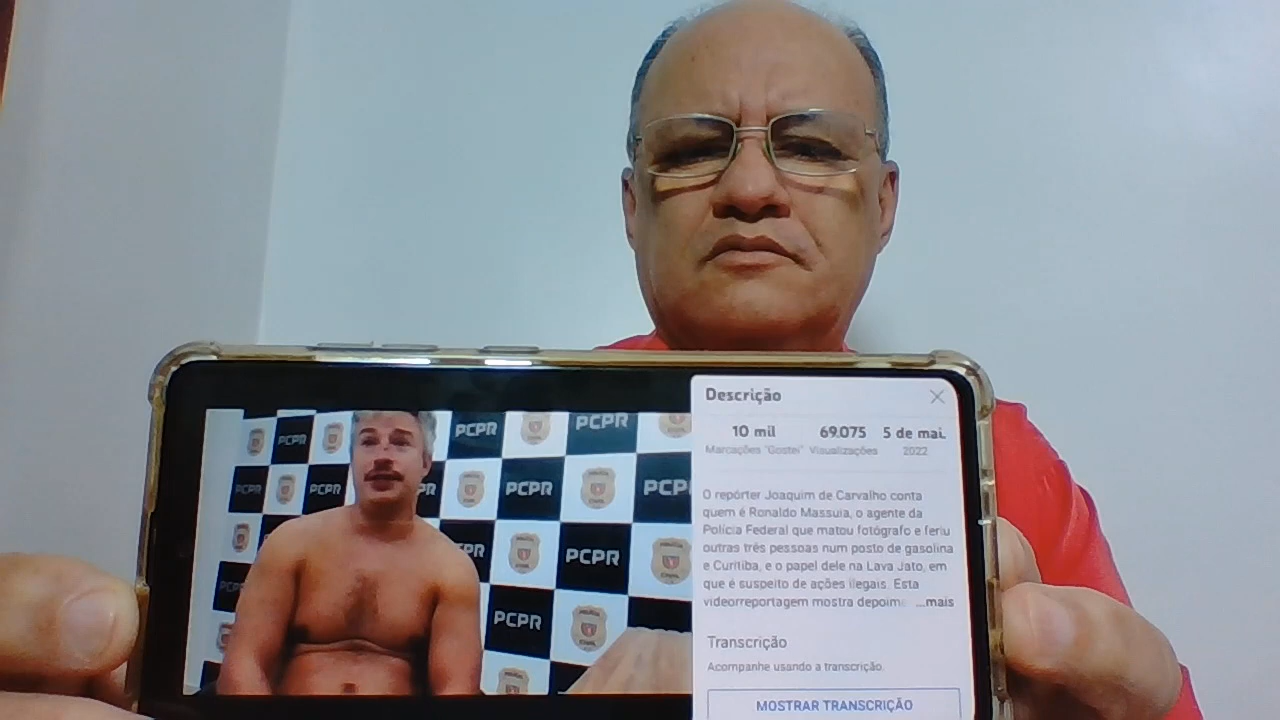 PCPR
PCPR
PCPR
PCPR
PCPR
PCPR
PCPR
PCPR
PCPR
Descrição
10 mil 69.075 5 de mai.
Marcações "Gostei" Visualizações 2022
O repórter Joaquim de Carvalho conta
quem é Ronaldo Massuia, o agente da
Polícia Federal que matou fotógrafo e feriu
outras três pessoas num posto de gasolina
e Curitiba, e o papel dele na Lava Jato, em
que é suspeito de ações ilegais. Esta
videorreportagem mostra depoim ...mais
Transcrição
Acompanhe usando a transcrição.
MOSTRAR TRANSCRIÇÃO